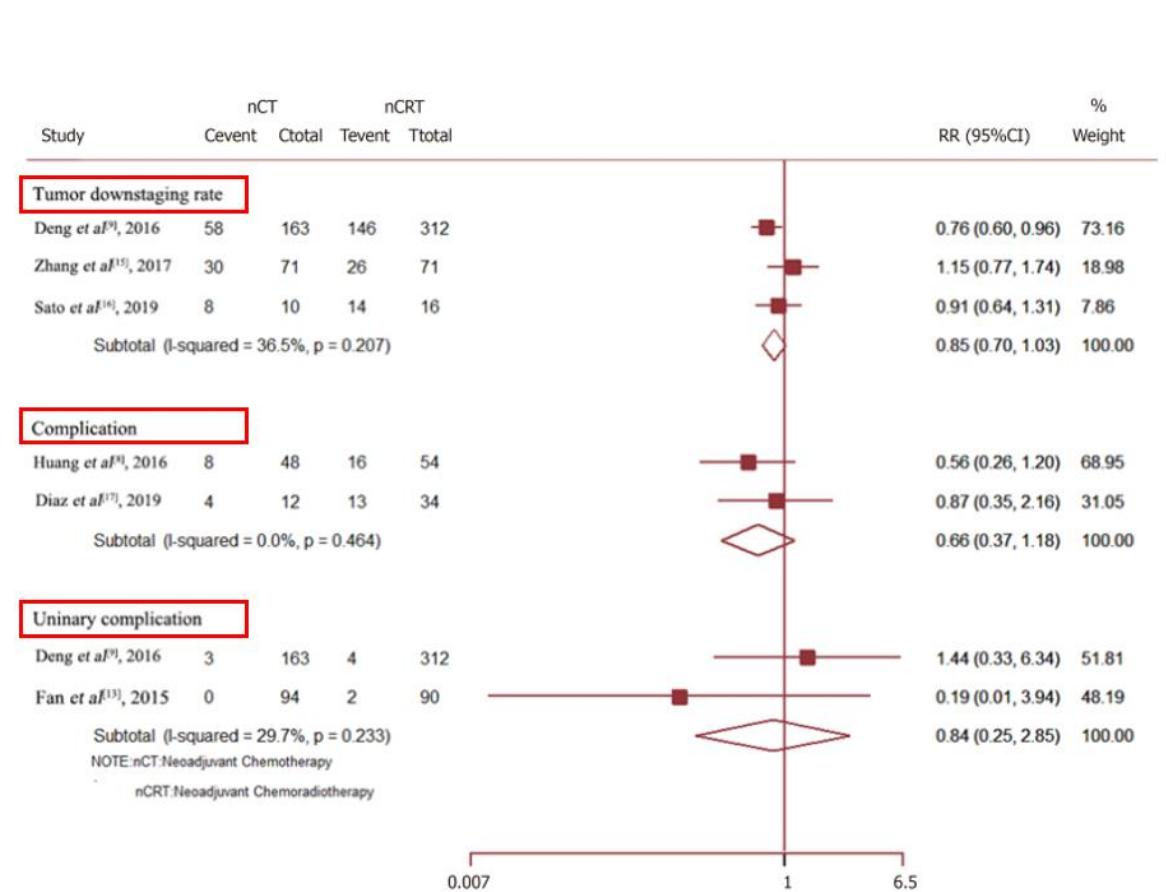 nCT nCRT %
Study Cevent Ctotal Tevent Ttotal RR (95%CI) Weight
Tumor downstaging rate
Deng et al[9], 2016 58 163 146 312 0.76 (0.60, 0.96) 73.16
Zhang et al[15], 2017 30 71 26 71 1.15 (0.77, 1.74) 18.98
Sato et al[16], 2019 8 10 14 16 0.91 (0.64, 1.31) 7.86
Subtotal (I-squared = 36.5%, p = 0.207) 0.85 (0.70, 1.03) 100.00
Complication
Huang et al[8], 2016 8 48 16 54 0.56 (0.26, 1.20) 68.95
Diaz et al[17], 2019 4 12 13 34 0.87 (0.35, 2.16) 31.05
Subtotal (I-squared = 0.0%, p = 0.464) 0.66 (0.37, 1.18) 100.00
Uninary complication
Deng et al[9], 2016 3 163 4 312 1.44 (0.33, 6.34) 51.81
Fan et al[13], 2015 0 94 2 90 0.19 (0.01, 3.94) 48.19
Subtotal (I-squared = 29.7%, p = 0.233) 0.84 (0.25, 2.85) 100.00
NOTE:nCT:Neoadjuvant Chemotherapy
nCRT:Neoadjuvant Chemoradiotherapy
0.007 1 6.5